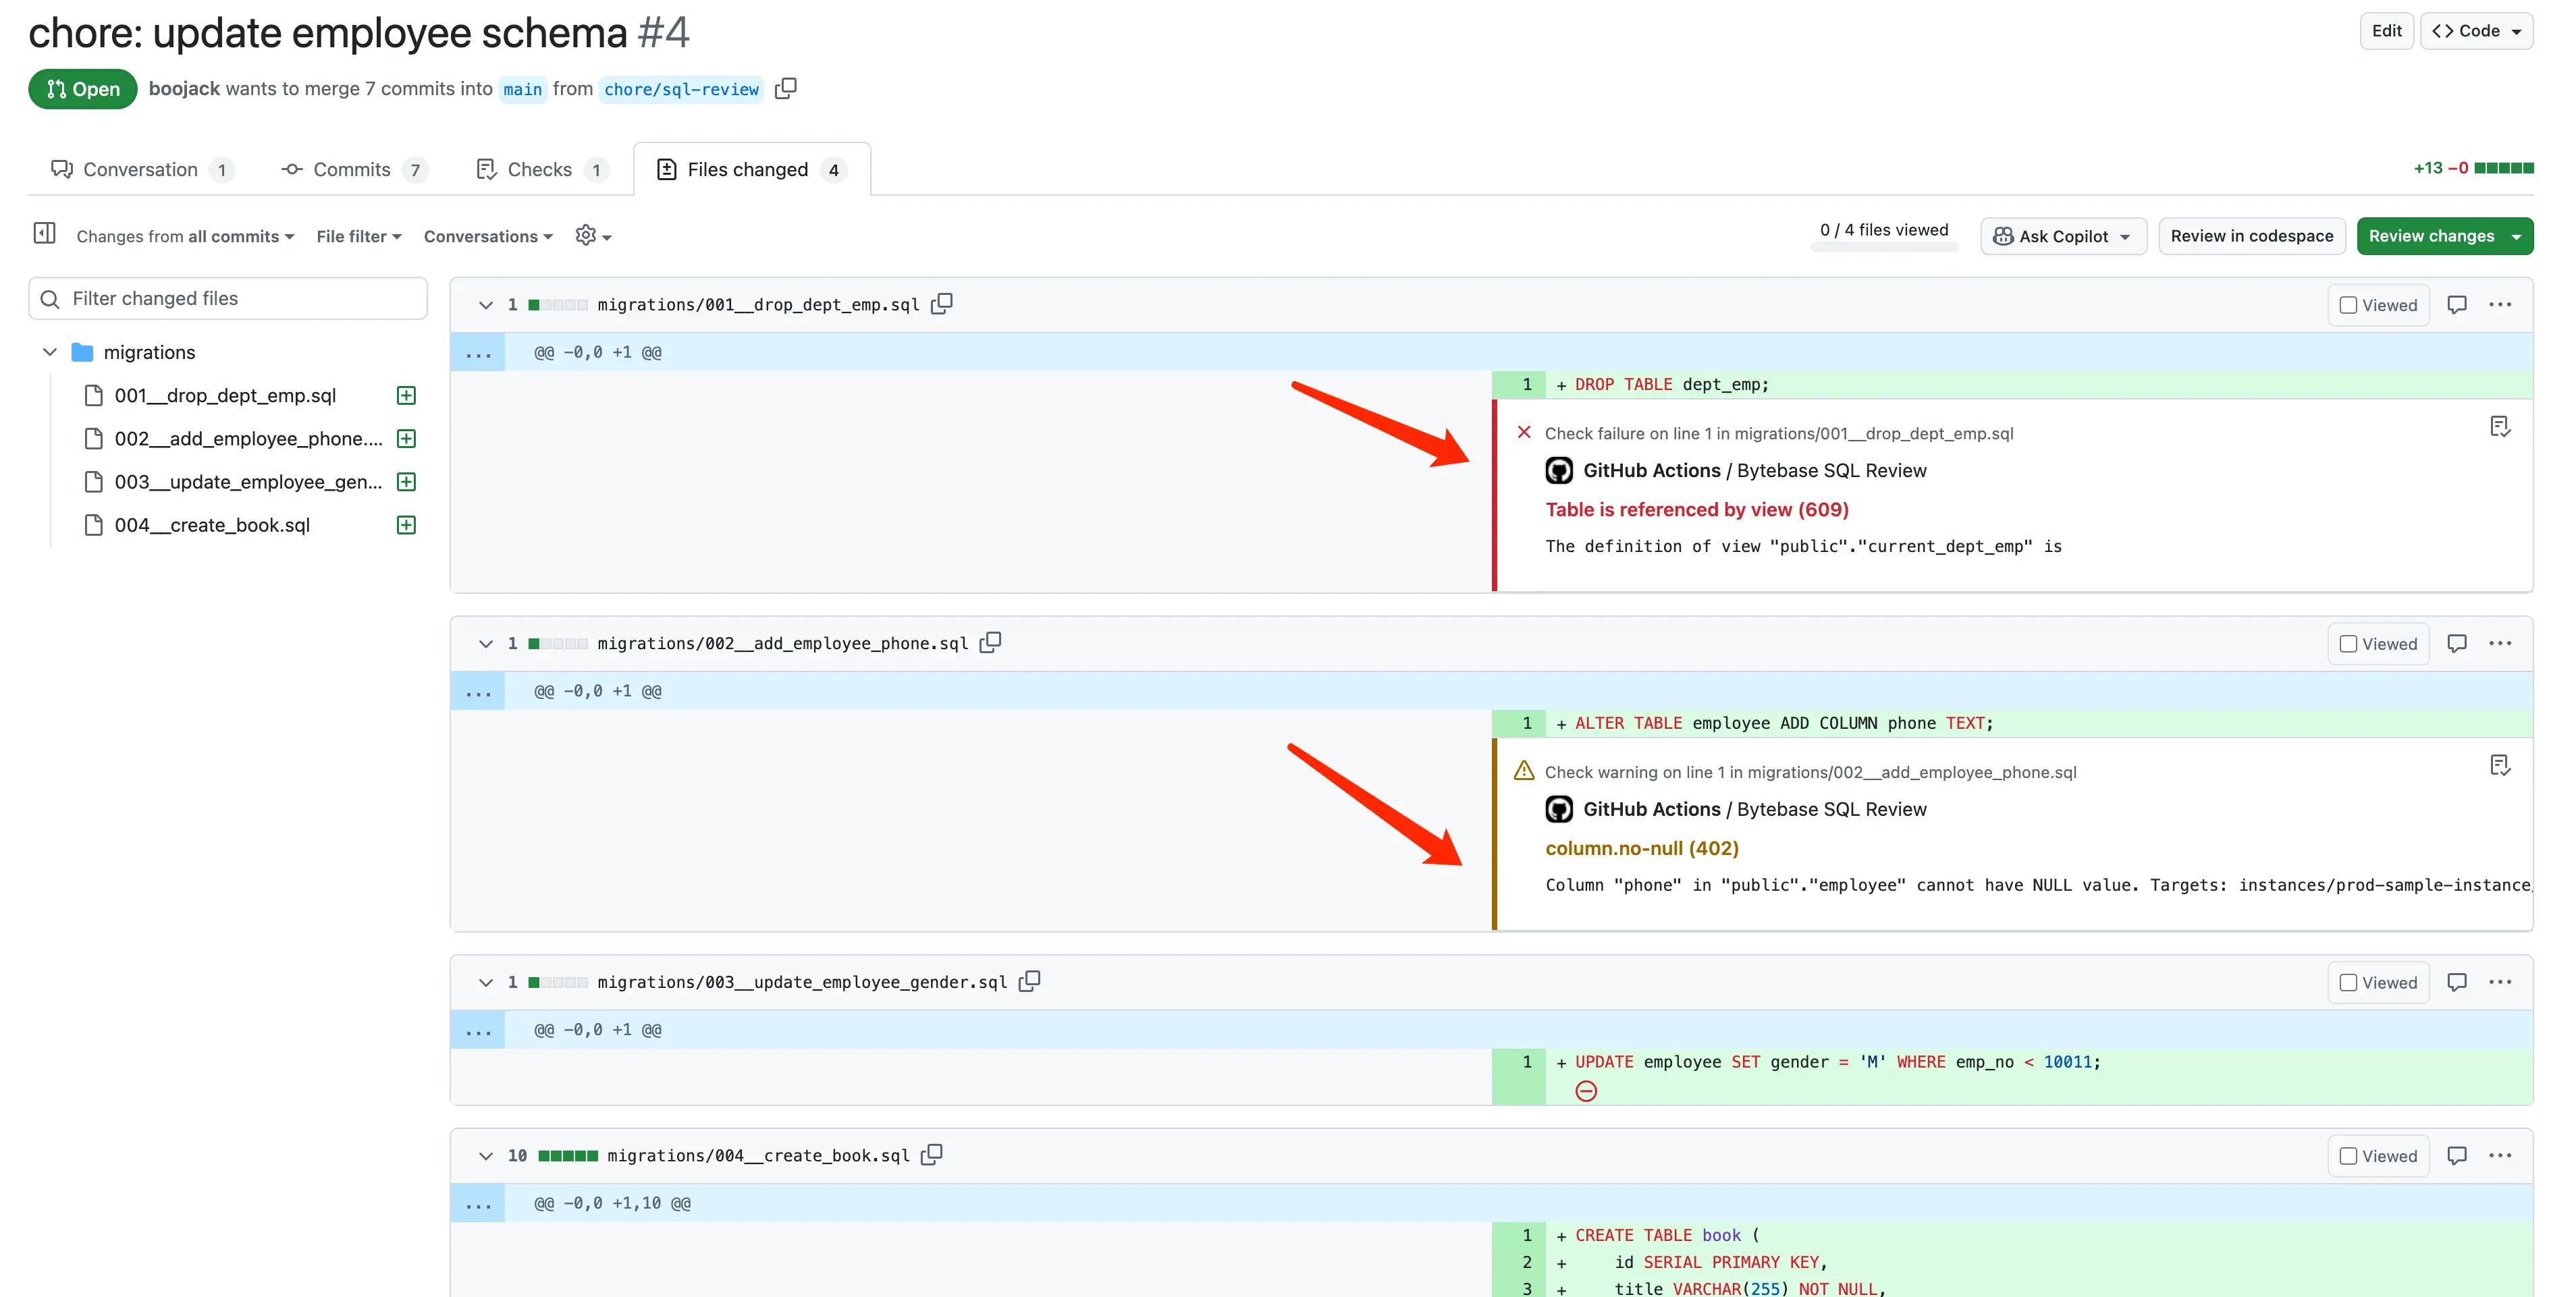 chore: update employee schema #4
Edit
Code
Open
boojack wants to merge 7 commits into main from chore/sql-review
Conversation 1
Commits 7
Checks 1
Files changed 4
+13 −0
Changes from all commits
File filter
Conversations
0 / 4 files viewed
Ask Copilot
Review in codespace
Review changes
Filter changed files
migrations
001__drop_dept_emp.sql
002__add_employee_phone....
003__update_employee_gen...
004__create_book.sql
1 migrations/001__drop_dept_emp.sql
Viewed
...
@@ -0,0 +1 @@
1 + DROP TABLE dept_emp;
Check failure on line 1 in migrations/001__drop_dept_emp.sql
GitHub Actions / Bytebase SQL Review
Table is referenced by view (609)
The definition of view "public"."current_dept_emp" is
1 migrations/002__add_employee_phone.sql
Viewed
...
@@ -0,0 +1 @@
1 + ALTER TABLE employee ADD COLUMN phone TEXT;
Check warning on line 1 in migrations/002__add_employee_phone.sql
GitHub Actions / Bytebase SQL Review
column.no-null (402)
Column "phone" in "public"."employee" cannot have NULL value. Targets: instances/prod-sample-instance
1 migrations/003__update_employee_gender.sql
Viewed
...
@@ -0,0 +1 @@
1 + UPDATE employee SET gender = 'M' WHERE emp_no < 10011;
10 migrations/004__create_book.sql
Viewed
...
@@ -0,0 +1,10 @@
1 + CREATE TABLE book (
2 + id SERIAL PRIMARY KEY,
3 + title VARCHAR(255) NOT NULL,